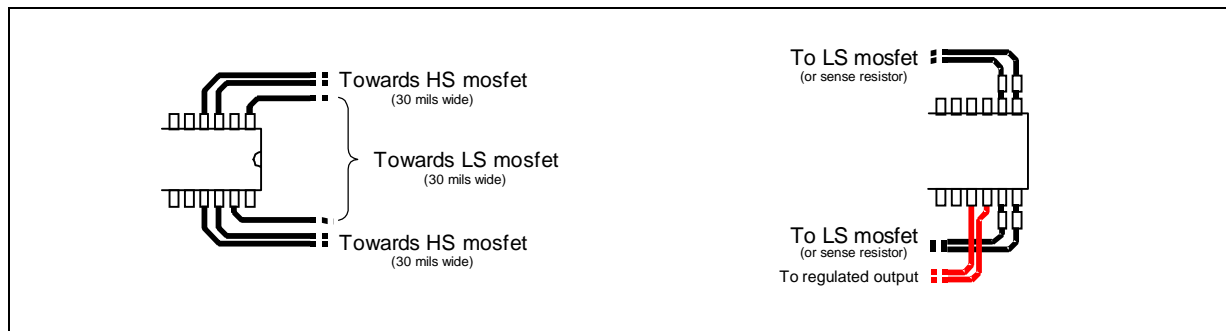 Towards HS mosfet
(30 mils wide)
Towards LS mosfet
(30 mils wide)
Towards HS mosfet
(30 mils wide)
To LS mosfet
(or sense resistor)
To LS mosfet
(or sense resistor)
To regulated output